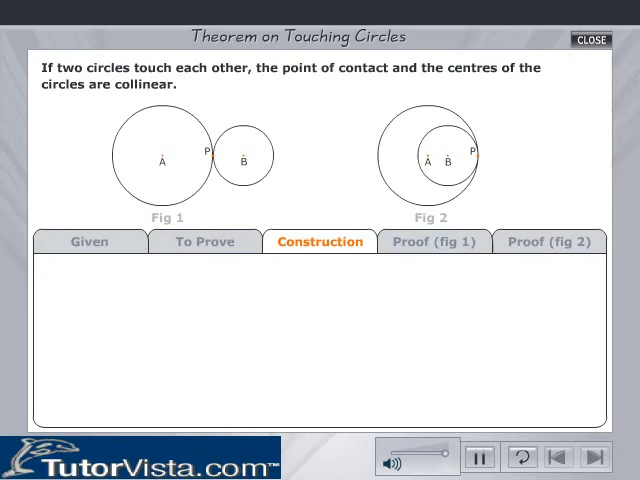 Theorem on Touching Circles
CLOSE
If two circles touch each other, the point of contact and the centres of the
circles are collinear.
P
A
B
P
A
B
Fig 1
Fig 2
Given
To Prove
Construction
Proof (fig 1)
Proof (fig 2)
TutorVista.com™